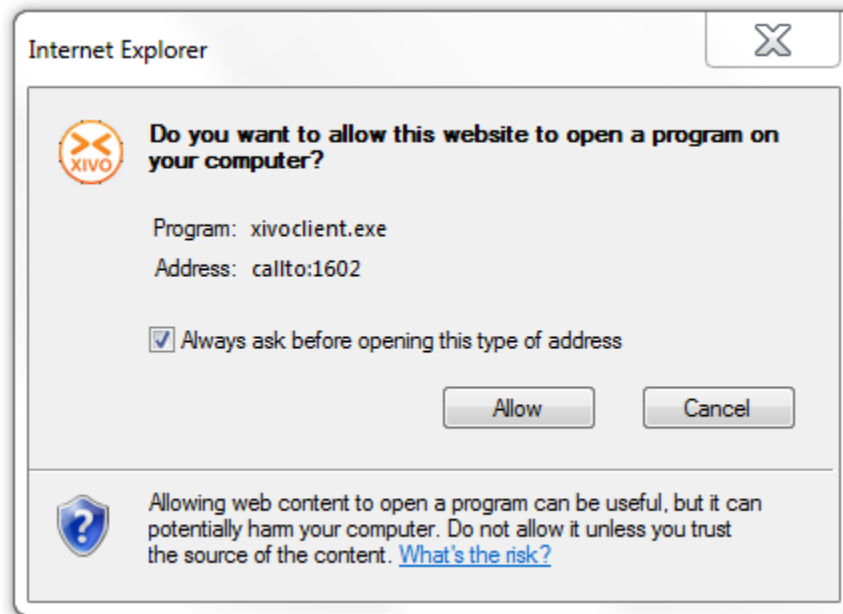 Internet Explorer
XIVO
Do you want to allow this website to open a program on
your computer?
Program: xivoclient.exe
Address: callto:1602
Always ask before opening this type of address
Allow
Cancel
Allowing web content to open a program can be useful, but it can
potentially harm your computer. Do not allow it unless you trust
the source of the content. What's the risk?